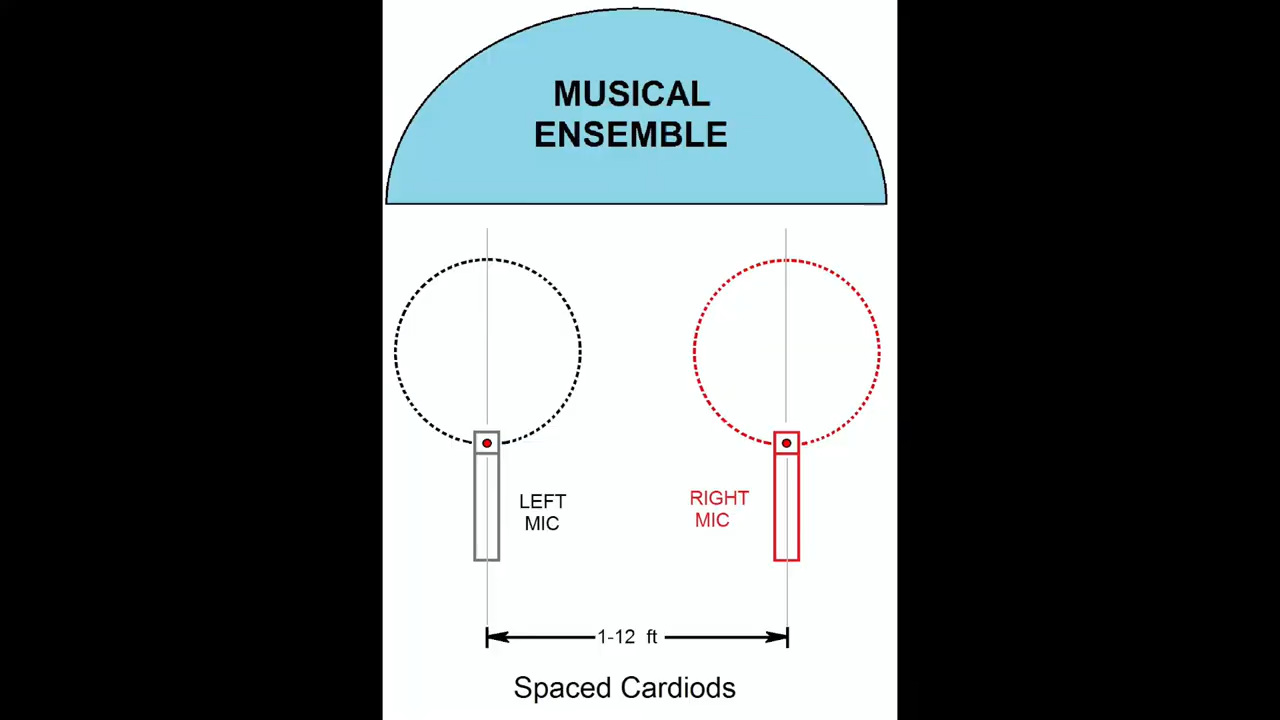 MUSICAL
ENSEMBLE
LEFT
MIC
RIGHT
MIC
1-12 ft
Spaced Cardiods